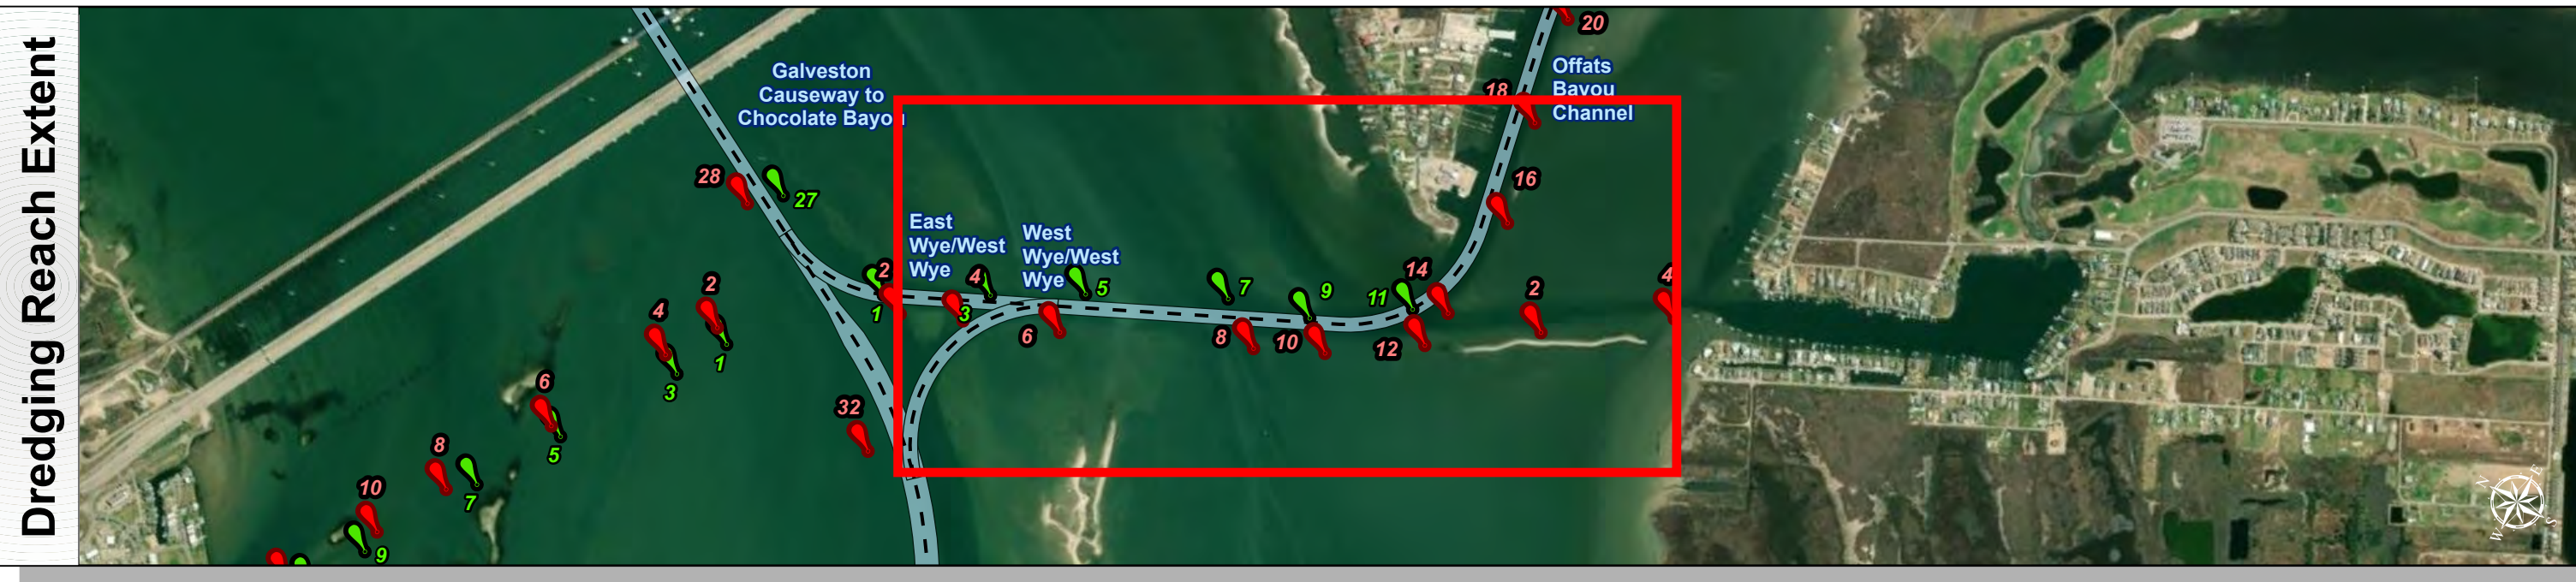 Dredging Reach Extent
20
Offats
Bayou
Channel
18
Galveston
Causeway to
Chocolate Bayou
28
27
16
East
Wye/West
Wye
West
Wye/West
Wye
2
1
4
3
5
6
7
8
9
10
11
12
14
2
4
2
1
4
3
6
5
32
8
7
10
9
N
E
W
S